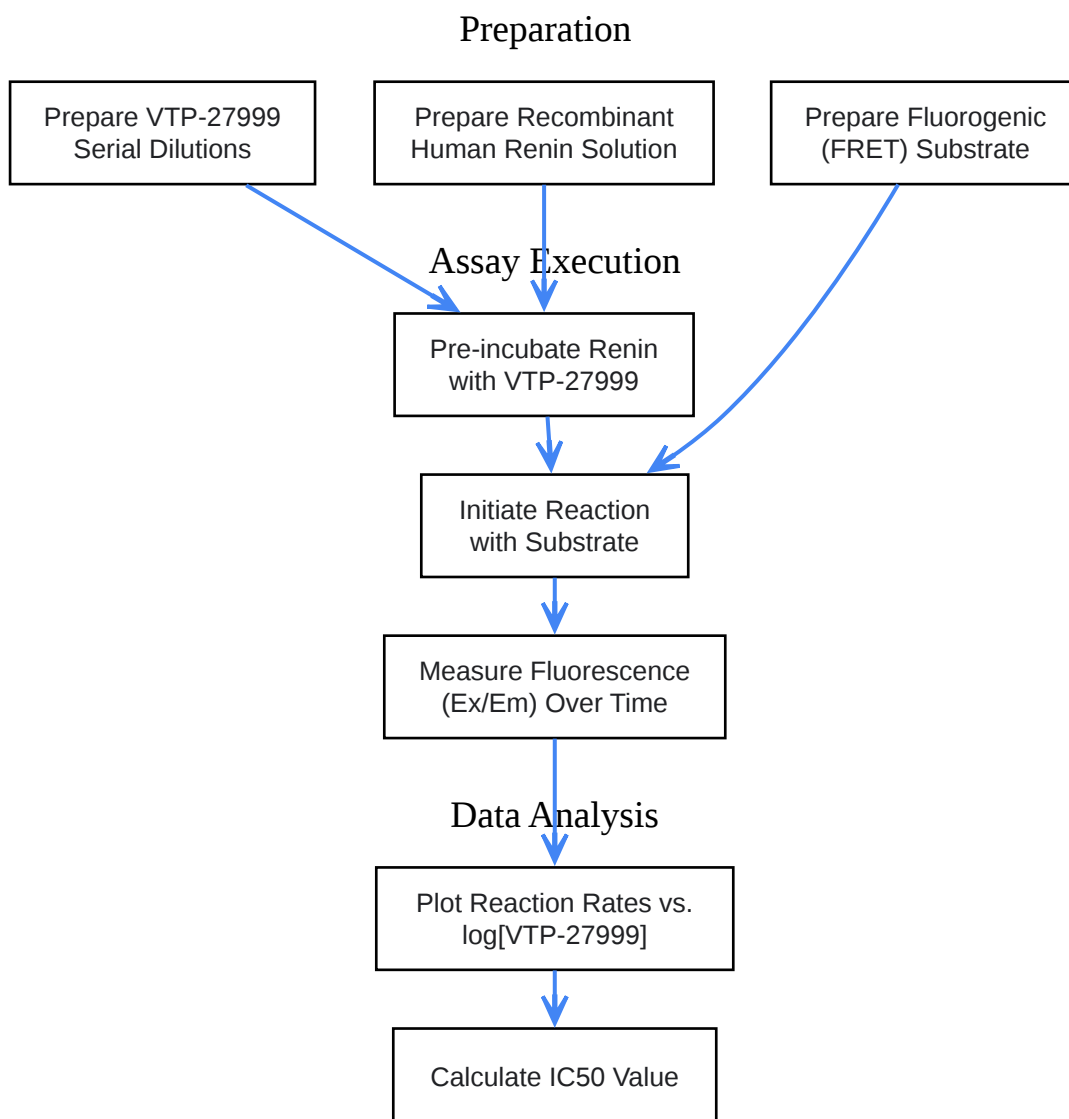 Preparation
Prepare VTP-27999
Serial Dilutions
Prepare Recombinant
Human Renin Solution
Prepare Fluorogenic
(FRET) Substrate
Assay Execution
Pre-incubate Renin
with VTP-27999
Initiate Reaction
with Substrate
Measure Fluorescence
(Ex/Em) Over Time
Data Analysis
Plot Reaction Rates vs.
log[VTP-27999]
Calculate IC50 Value